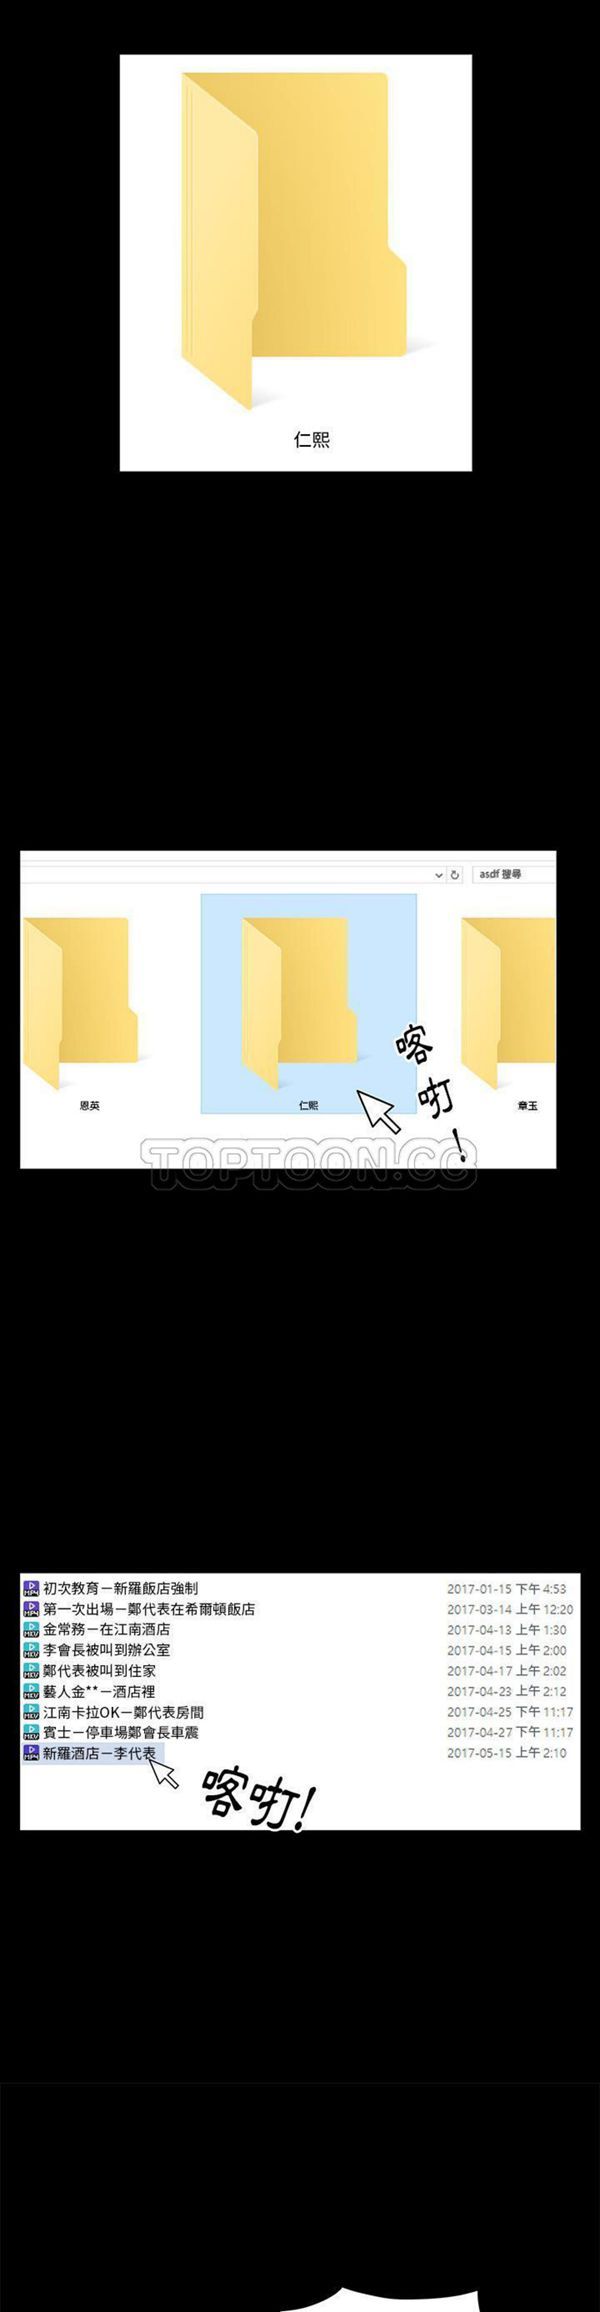 仁熙
asdf 搜尋
恩英
仁熙
章玉
喀啲!
TOPTOON.CC
初次教育－新羅飯店強制 2017-01-15 下午 4:53
第一次出場－鄭代表在希爾頓飯店 2017-03-14 上午 12:20
金常務－在江南酒店 2017-04-13 上午 1:30
李會長被叫到辦公室 2017-04-15 上午 2:00
鄭代表被叫到住家 2017-04-17 上午 2:02
藝人金**－酒店裡 2017-04-23 上午 2:12
江南卡拉OK－鄭代表房間 2017-04-25 下午 11:17
賓士－停車場鄭會長車震 2017-04-27 下午 11:17
新羅酒店－李代表 2017-05-15 上午 2:10
喀啲!